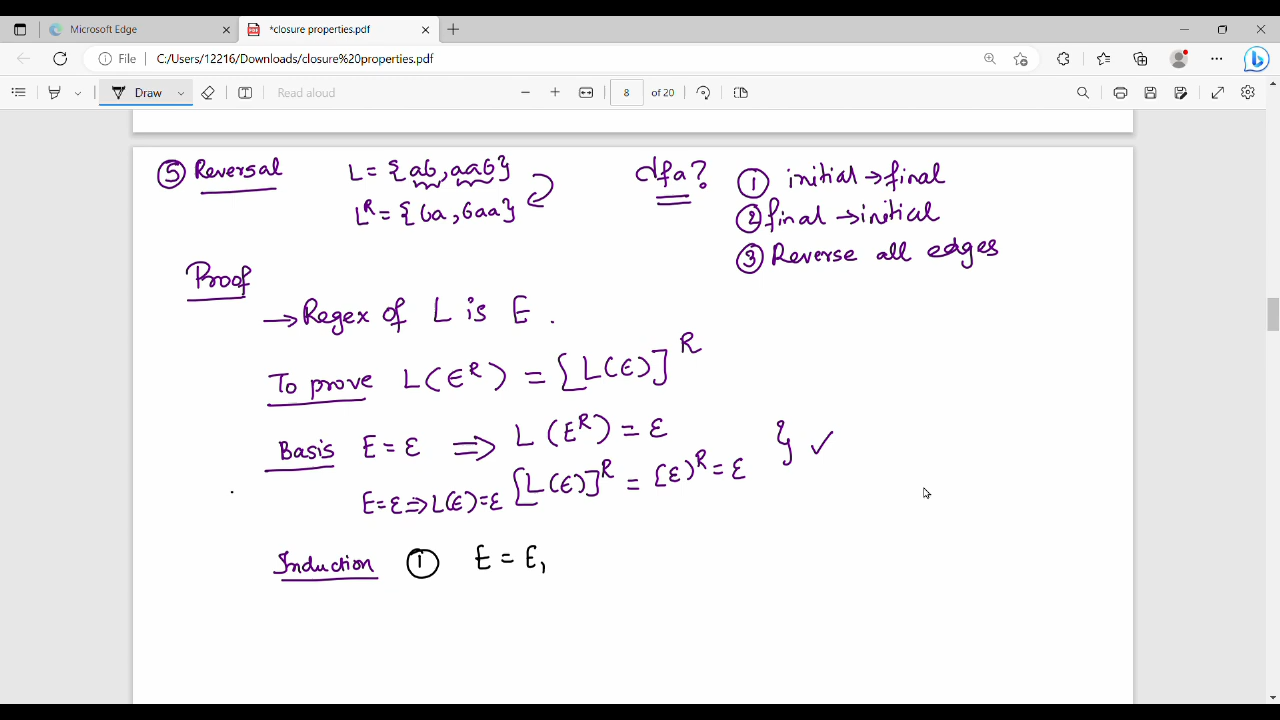 Microsoft Edge
*closure properties.pdf
File C:/Users/12216/Downloads/closure%20properties.pdf
Draw Read aloud 8 of 20
⑤ Reversal L = {ab, aab}
L^R = {ba, baa}
dfa?
① initial → final
② final → initial
③ Reverse all edges
Proof
→ Regex of L is E.
To prove L(E^R) = [L(E)]^R
Basis E = ε ⟹ L(E^R) = ε
E=ε⟹L(E)=ε [L(E)]^R = [ε)^R = ε } ✓
Induction ① E = E,